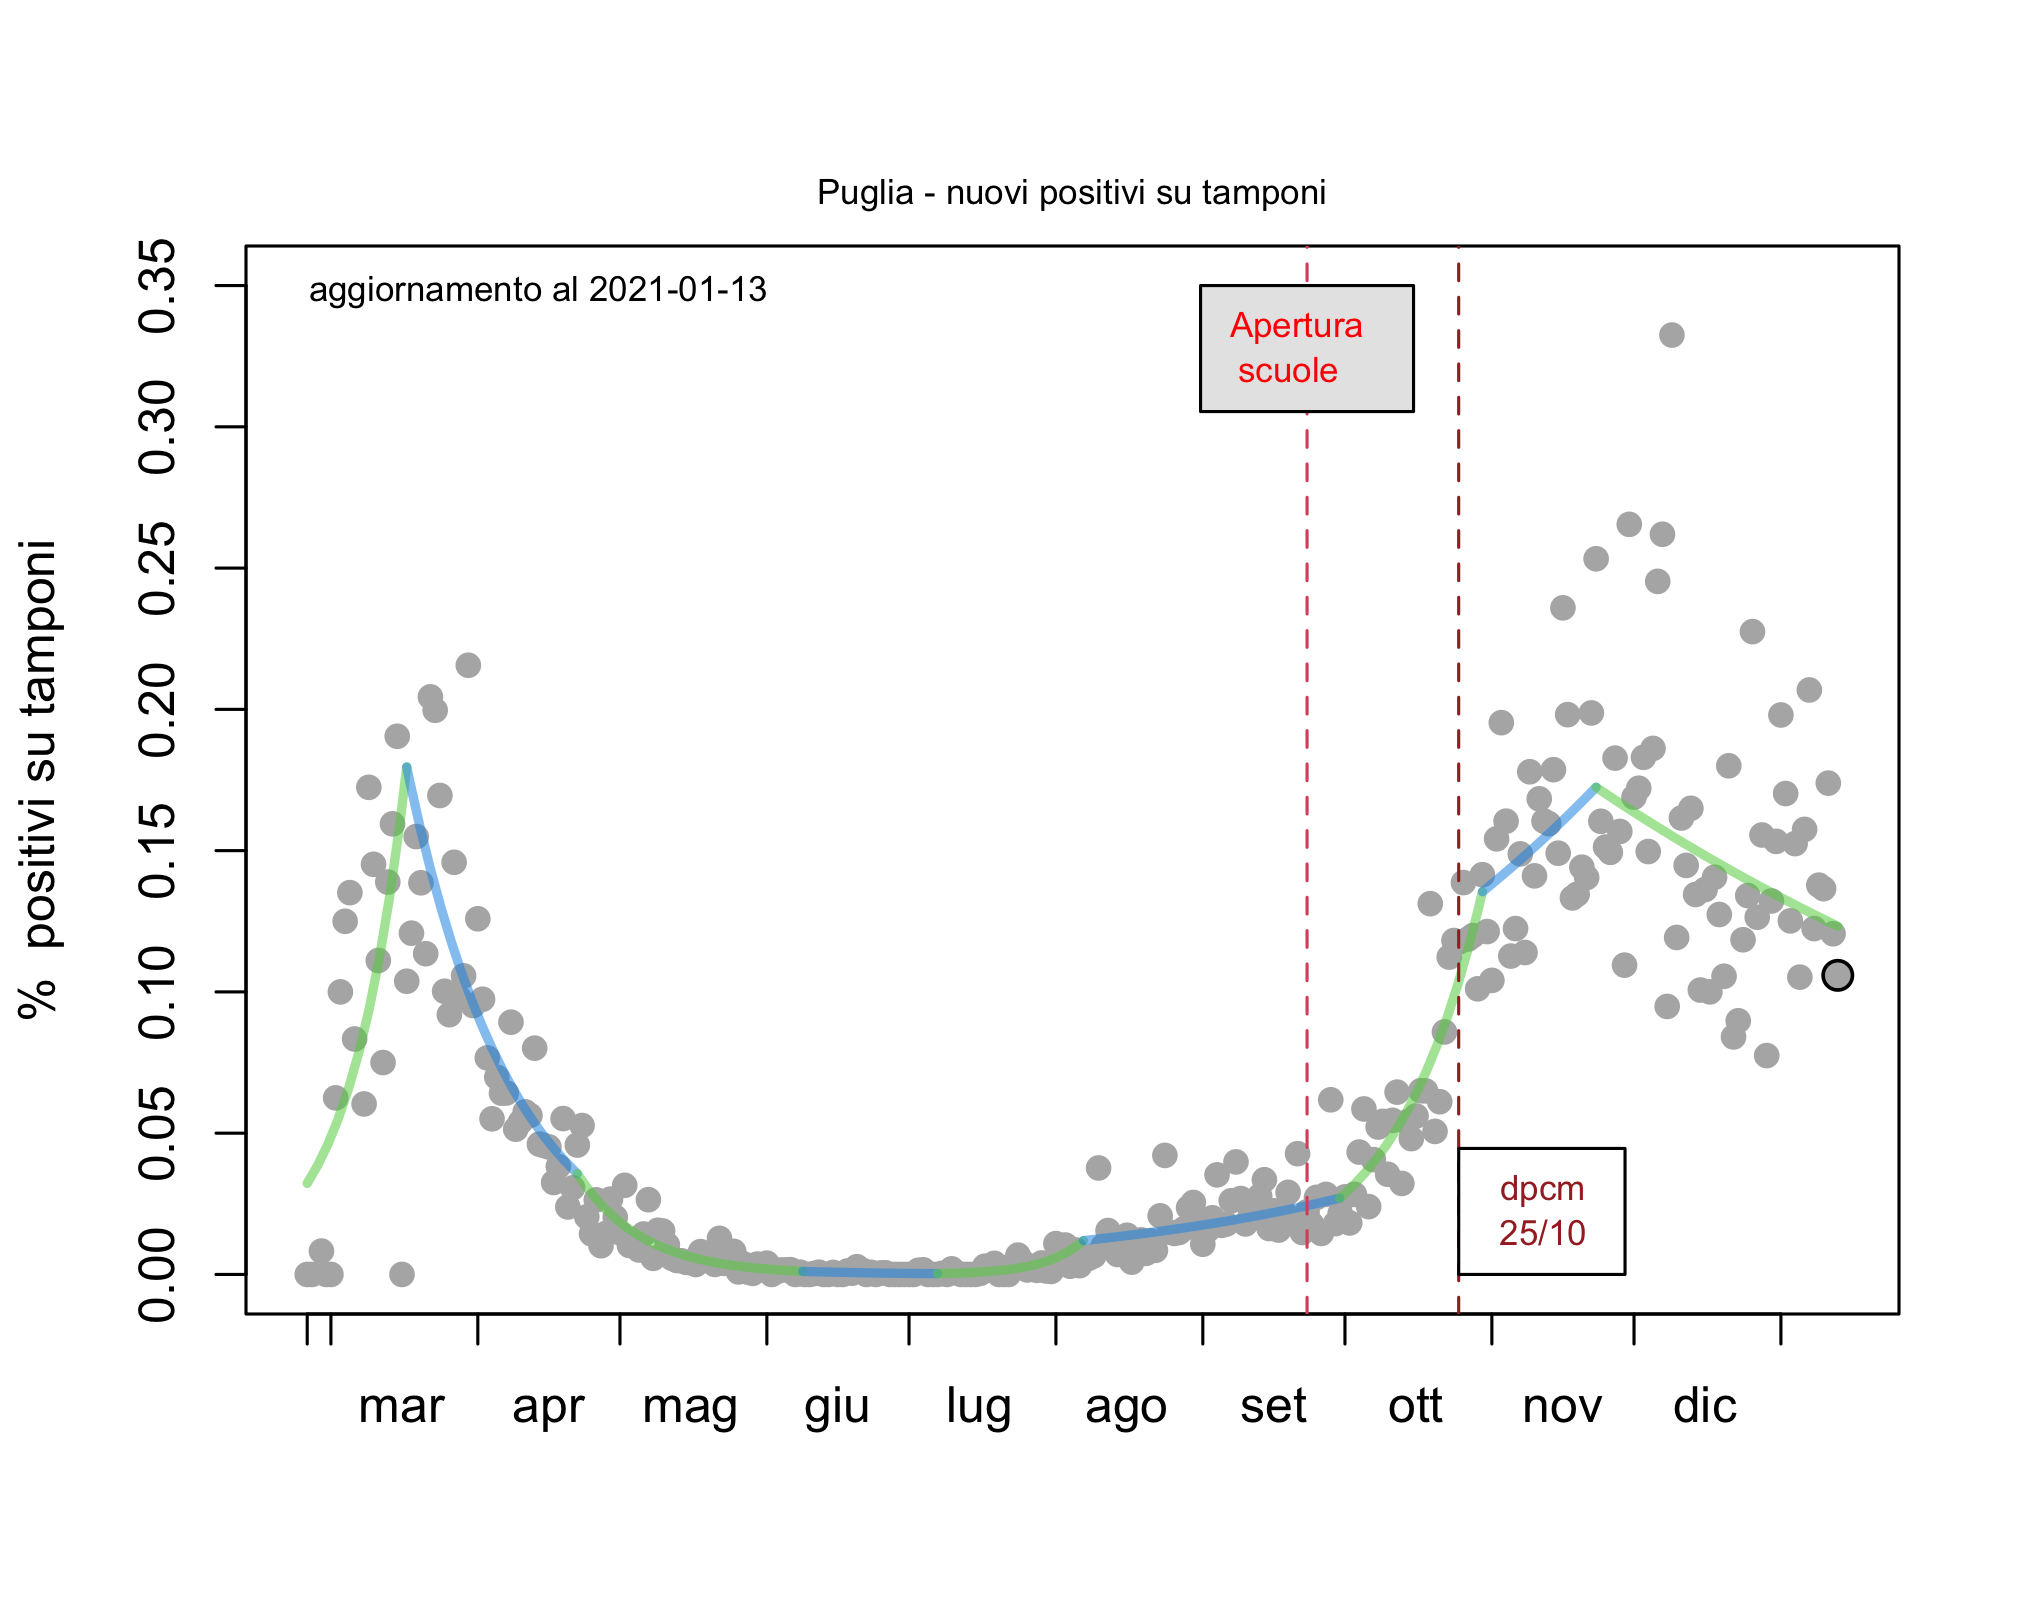 Puglia - nuovi positivi su tamponi
aggiornamento al 2021-01-13
Apertura
scuole
dpcm
25/10
% positivi su tamponi
0.35
0.30
0.25
0.20
0.15
0.10
0.05
0.00
mar apr mag giu lug ago set ott nov dic